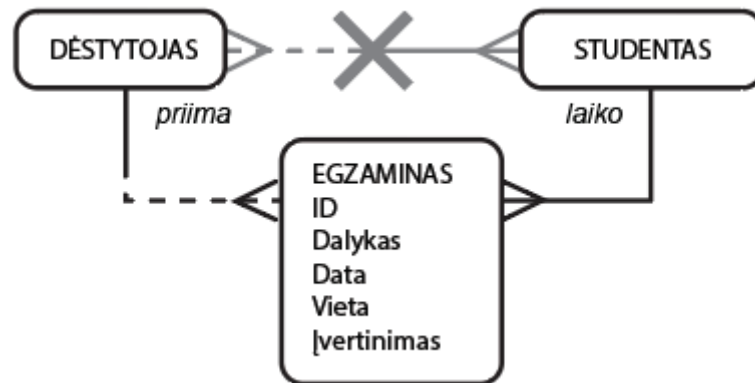 DĖSTYTOJAS
STUDENTAS
priima
laiko
EGZAMINAS
ID
Dalykas
Data
Vieta
Įvertinimas